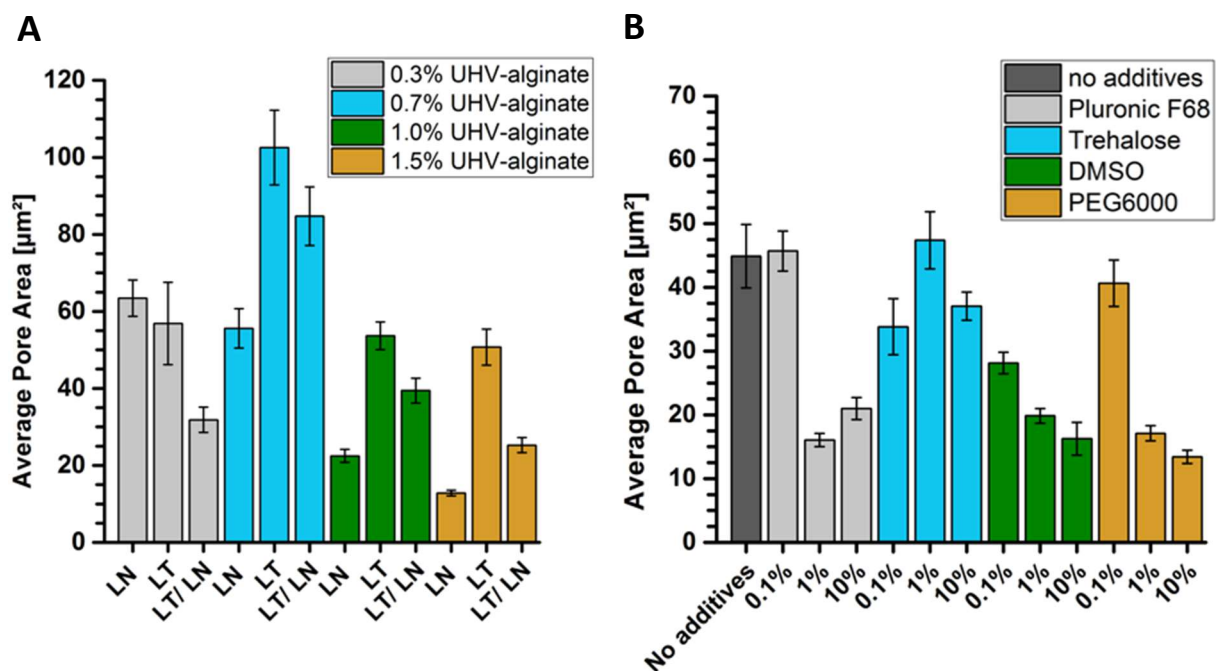 A
0.3% UHV-alginate
0.7% UHV-alginate
1.0% UHV-alginate
1.5% UHV-alginate
Average Pore Area [µm²]
120
100
80
60
40
20
0
LN
LT
LT/ LN
LN
LT
LT/ LN
LN
LT
LT/ LN
LN
LT
LT/ LN
B
no additives
Pluronic F68
Trehalose
DMSO
PEG6000
Average Pore Area [µm²]
70
60
50
40
30
20
10
0
No additives
0.1%
1%
10%
0.1%
1%
10%
0.1%
1%
10%
0.1%
1%
10%